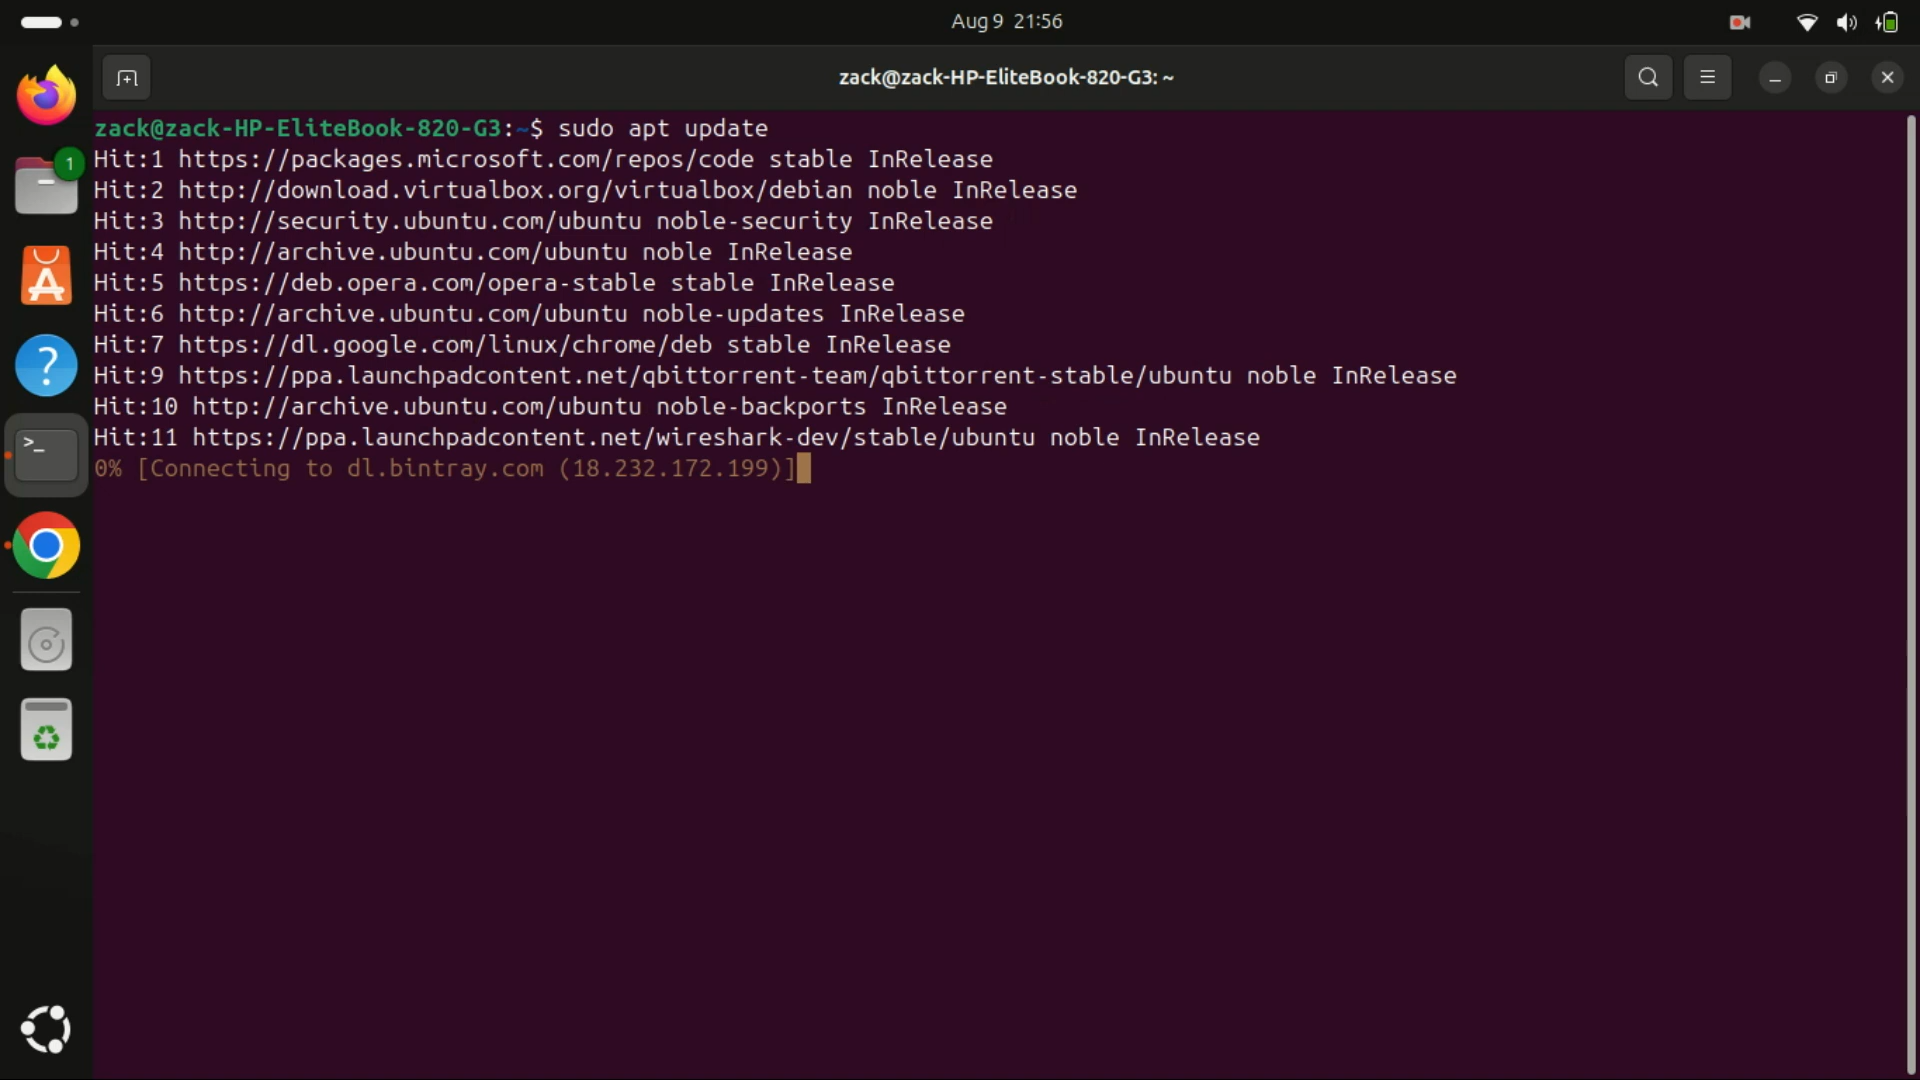 Aug 9 21:56
zack@zack-HP-EliteBook-820-G3: ~
1
zack@zack-HP-EliteBook-820-G3:~$ sudo apt update
Hit:1 https://packages.microsoft.com/repos/code stable InRelease
Hit:2 http://download.virtualbox.org/virtualbox/debian noble InRelease
Hit:3 http://security.ubuntu.com/ubuntu noble-security InRelease
Hit:4 http://archive.ubuntu.com/ubuntu noble InRelease
Hit:5 https://deb.opera.com/opera-stable stable InRelease
Hit:6 http://archive.ubuntu.com/ubuntu noble-updates InRelease
Hit:7 https://dl.google.com/linux/chrome/deb stable InRelease
Hit:9 https://ppa.launchpadcontent.net/qbittorrent-team/qbittorrent-stable/ubuntu noble InRelease
Hit:10 http://archive.ubuntu.com/ubuntu noble-backports InRelease
Hit:11 https://ppa.launchpadcontent.net/wireshark-dev/stable/ubuntu noble InRelease
0% [Connecting to dl.bintray.com (18.232.172.199)]